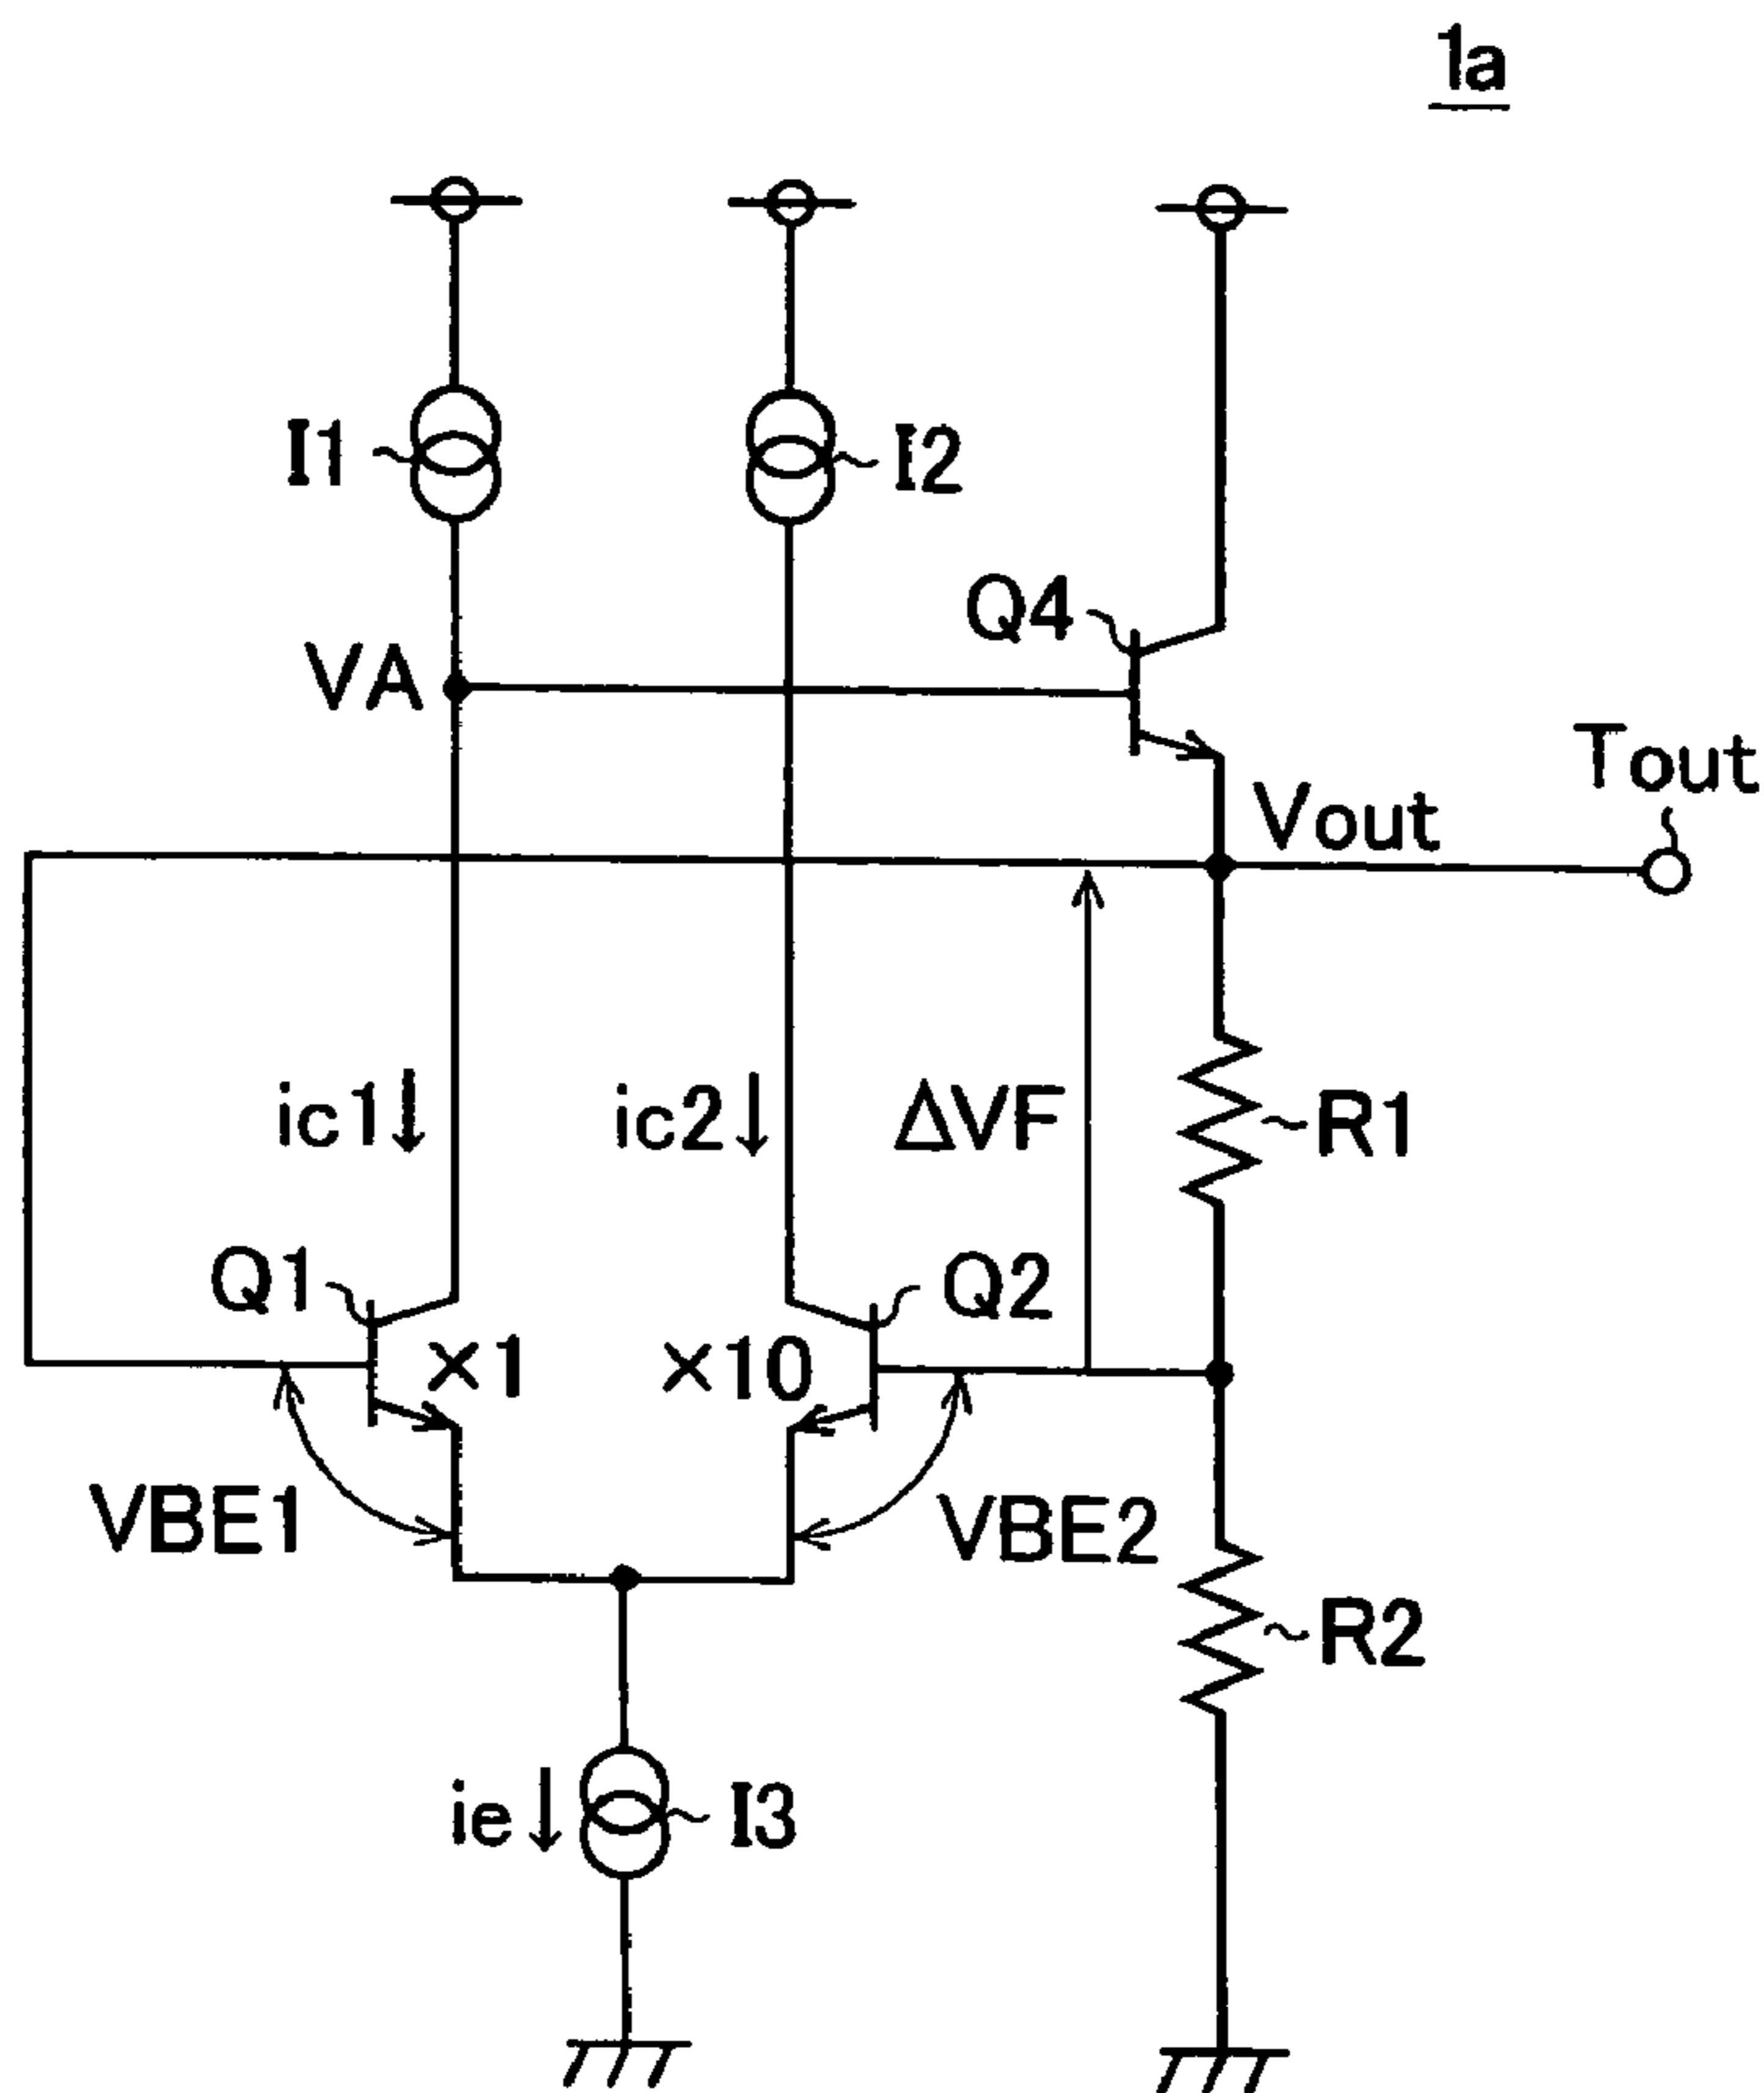 1a
I1
I2
Q4
VA
Tout
Vout
ic1
ic2
ΔVF
R1
Q1
Q2
×1
×10
VBE1
VBE2
R2
ie
I3